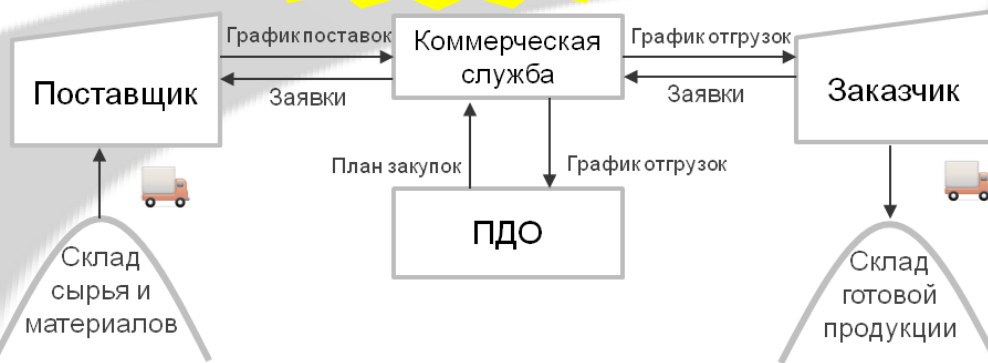 График поставок
Коммерческая
служба
График отгрузок
Поставщик
Заявки
Заявки
Заказчик
План закупок
График отгрузок
ПДО
Склад
сырья и
материалов
Склад
готовой
продукции